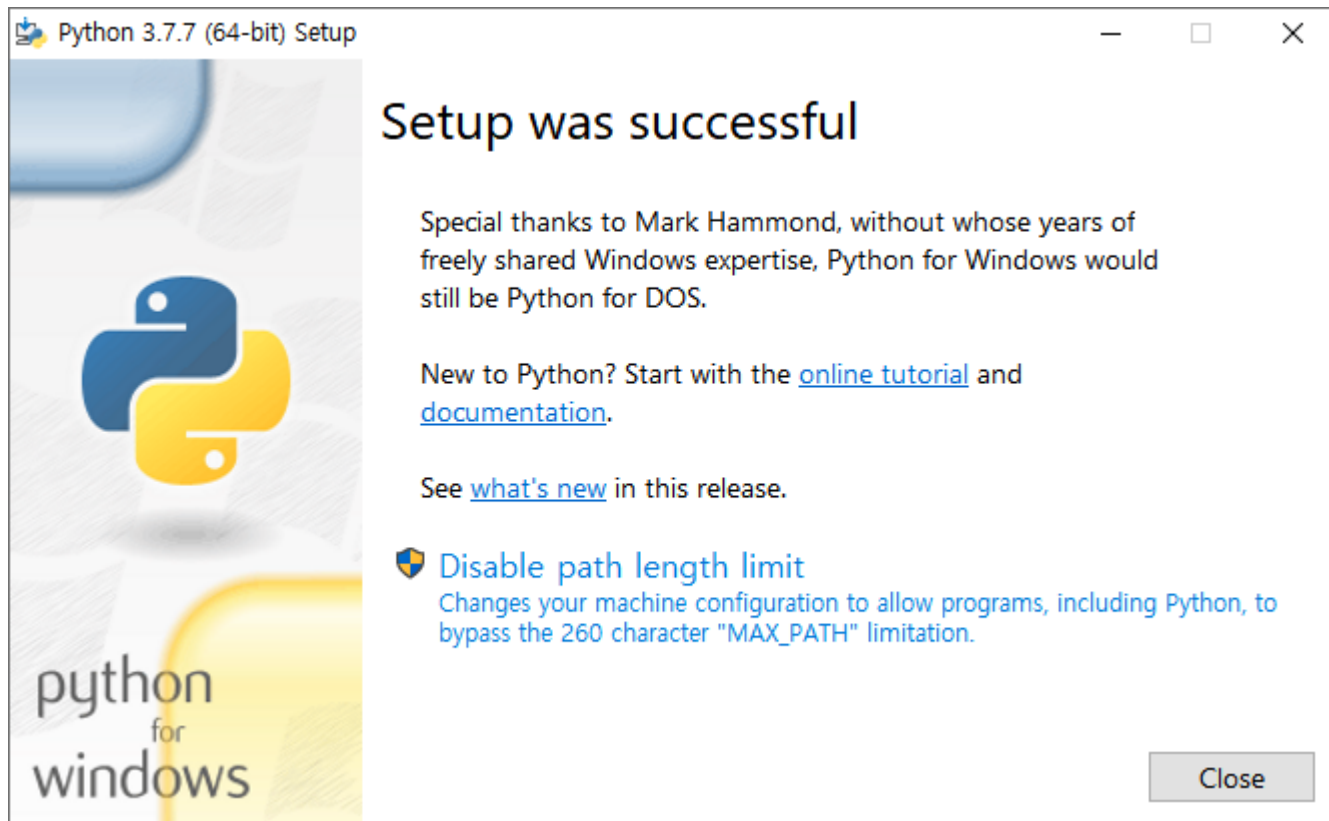 Python 3.7.7 (64-bit) Setup
Setup was successful
Special thanks to Mark Hammond, without whose years of
freely shared Windows expertise, Python for Windows would
still be Python for DOS.
New to Python? Start with the online tutorial and
documentation.
See what's new in this release.
Disable path length limit
Changes your machine configuration to allow programs, including Python, to
bypass the 260 character "MAX_PATH" limitation.
python
for
windows
Close